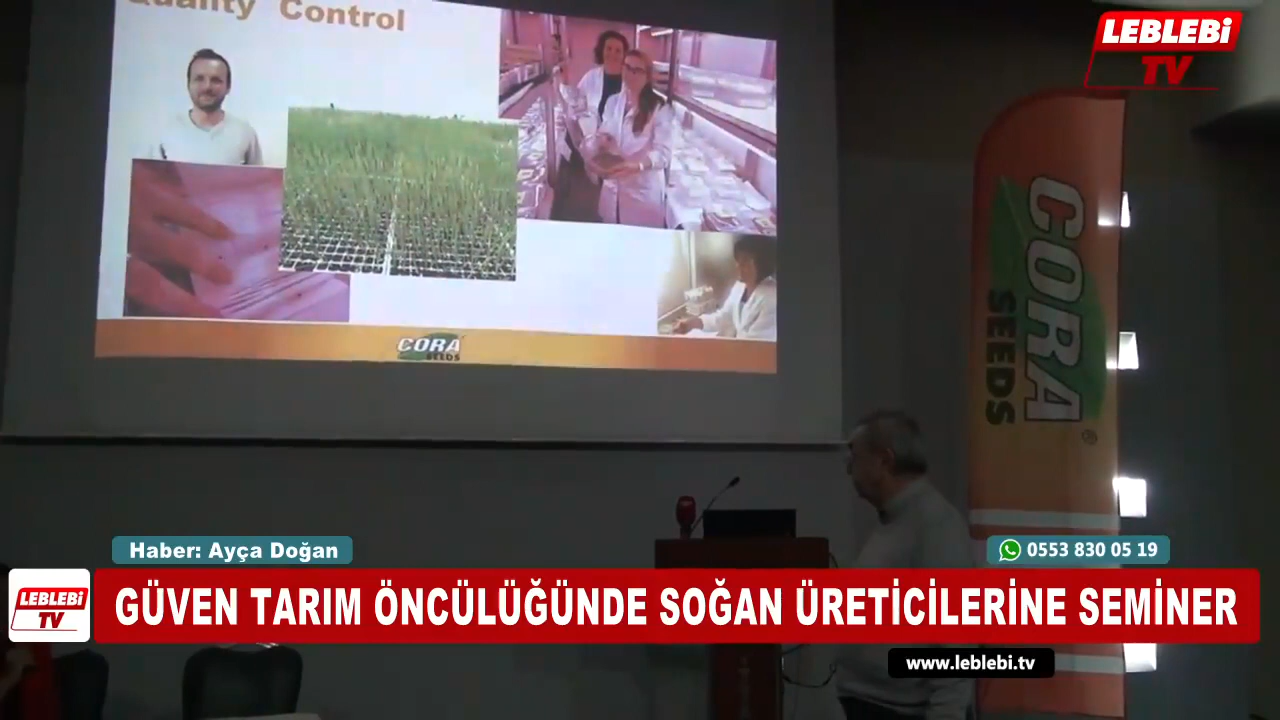 Quality Control
LEBLEBİ
TV
CORA
SEEDS
CORA
SEEDS
®
Haber: Ayça Doğan
0553 830 05 19
LEBLEBİ
TV
GÜVEN TARIM ÖNCÜLÜĞÜNDE SOĞAN ÜRETİCİLERİNE SEMİNER
www.leblebi.tv